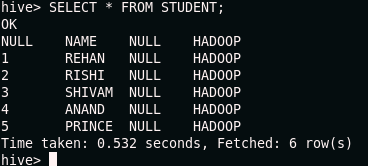 hive> SELECT * FROM STUDENT;
OK
NULL NAME NULL HADOOP
1 REHAN NULL HADOOP
2 RISHI NULL HADOOP
3 SHIVAM NULL HADOOP
4 ANAND NULL HADOOP
5 PRINCE NULL HADOOP
Time taken: 0.532 seconds, Fetched: 6 row(s)
hive>